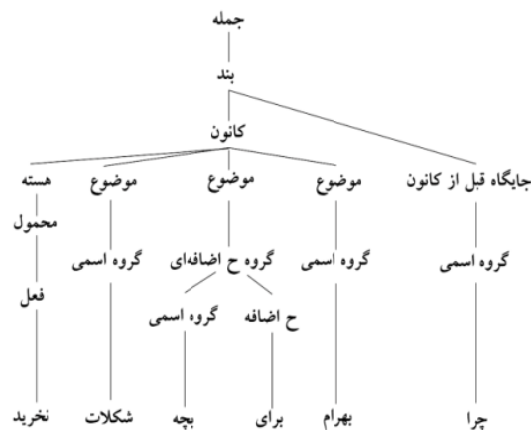 جمله
بند
کانون
جایگاه قبل از کانون موضوع موضوع موضوع هسته
محمول
گروه اسمی گروه اسمی گروه ح اضافه‌ای گروه اسمی
فعل
ح اضافه گروه اسمی
چرا بهرام برای بچه شکلات نخرید